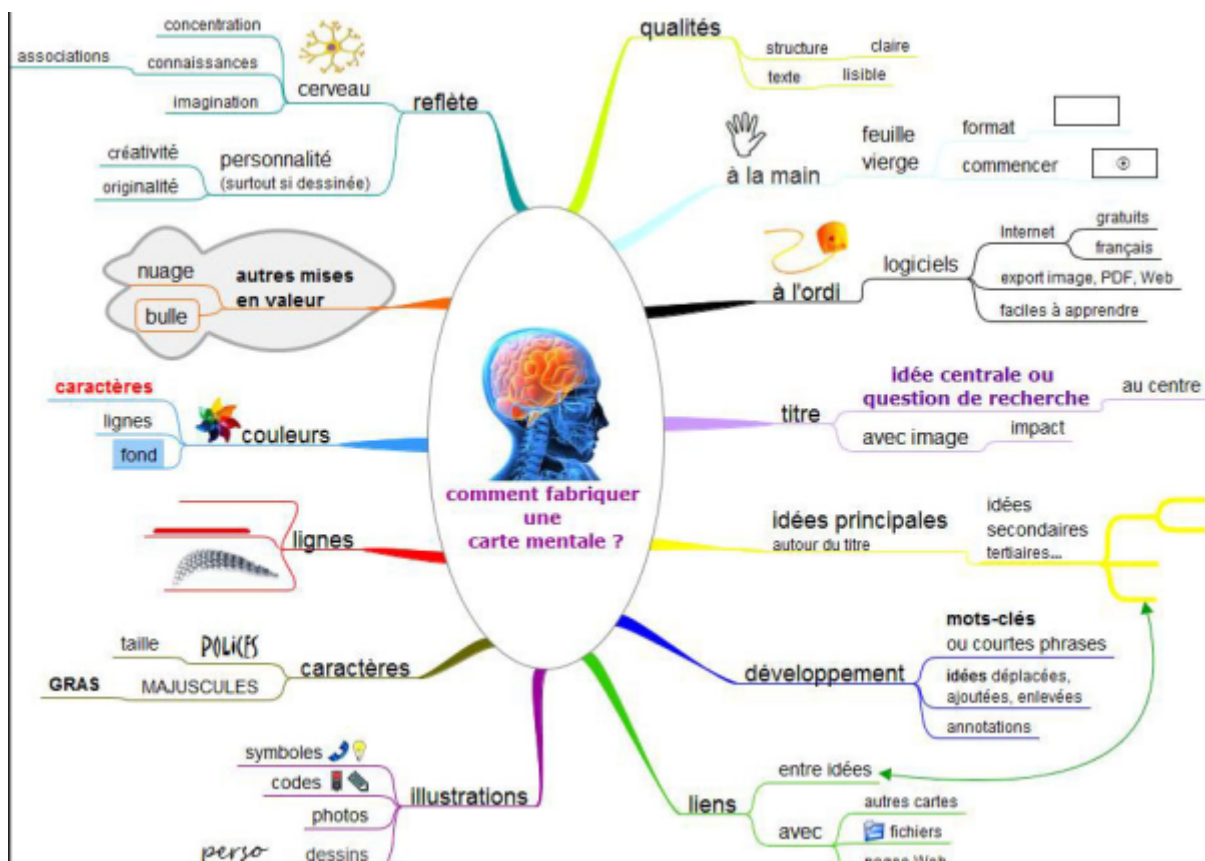 qualités
structure
claire
texte
lisible
à la main
feuille
vierge
format
commencer
à l'ordi
logiciels
Internet
gratuits
français
export image, PDF, Web
faciles à apprendre
titre
idée centrale ou
question de recherche
au centre
avec image
impact
idées principales
autour du titre
idées
secondaires
tertiaires...
développement
mots-clés
ou courtes phrases
idées déplacées,
ajoutées, enlevées
annotations
liens
entre idées
avec
autres cartes
fichiers
pages Web
reflète
cerveau
concentration
connaissances
associations
imagination
personnalité
(surtout si dessinée)
créativité
originalité
autres mises
en valeur
nuage
bulle
couleurs
caractères
lignes
fond
lignes
caractères
POLICES
taille
MAJUSCULES
GRAS
illustrations
symboles
codes
photos
dessins
perso
comment fabriquer
une
carte mentale ?